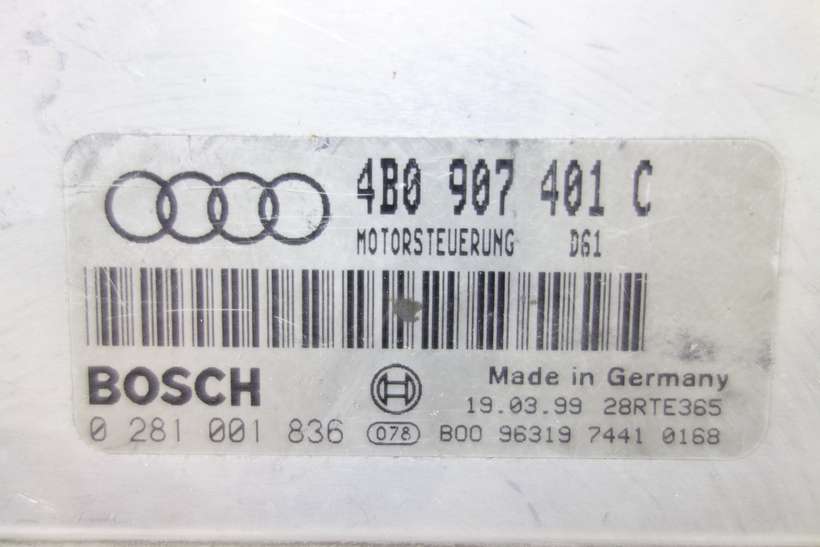 4B0 907 401 C
MOTORSTEUERUNG D61
BOSCH
Made in Germany
19.03.99 28RTE365
0 281 001 836 078 B00 96319 7441 0168